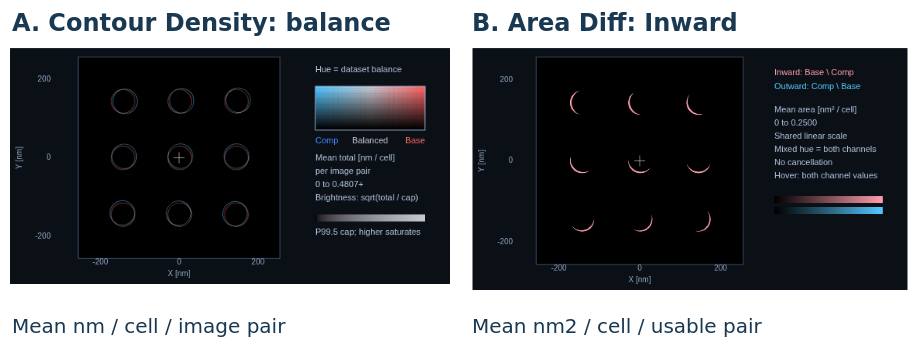 A. Contour Density: balance
Hue = dataset balance
Comp Balanced Base
Mean total [nm / cell]
per image pair
0 to 0.4807+
Brightness: sqrt(total / cap)
P99.5 cap; higher saturates
200
0
-200
Y [nm]
-200 0 200
X [nm]
Mean nm / cell / image pair
B. Area Diff: Inward
Inward: Base \ Comp
Outward: Comp \ Base
Mean area [nm² / cell]
0 to 0.2500
Shared linear scale
Mixed hue = both channels
No cancellation
Hover: both channel values
200
0
-200
Y [nm]
-200 0 200
X [nm]
Mean nm2 / cell / usable pair